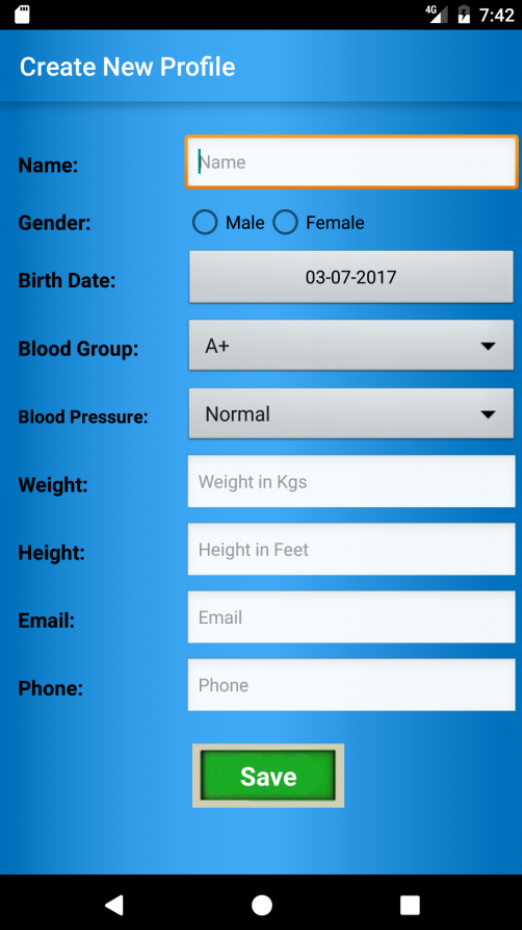 4G 7:42
Create New Profile
Name: Name
Gender: Male Female
Birth Date: 03-07-2017
Blood Group: A+
Blood Pressure: Normal
Weight: Weight in Kgs
Height: Height in Feet
Email: Email
Phone: Phone
Save